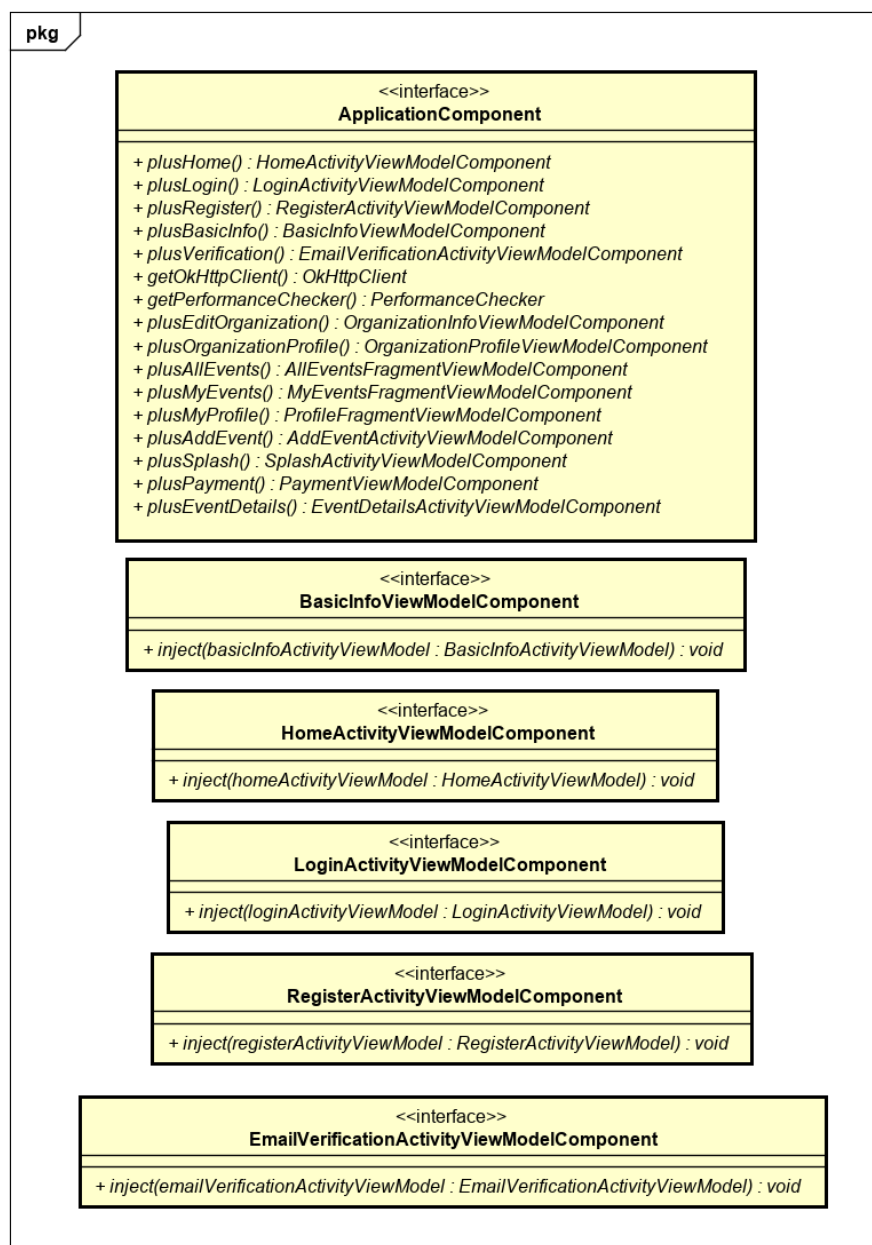 pkg
<<interface>>
ApplicationComponent
+ plusHome() : HomeActivityViewModelComponent
+ plusLogin() : LoginActivityViewModelComponent
+ plusRegister() : RegisterActivityViewModelComponent
+ plusBasicInfo() : BasicInfoViewModelComponent
+ plusVerification() : EmailVerificationActivityViewModelComponent
+ getOkHttpClient() : OkHttpClient
+ getPerformanceChecker() : PerformanceChecker
+ plusEditOrganization() : OrganizationInfoViewModelComponent
+ plusOrganizationProfile() : OrganizationProfileViewModelComponent
+ plusAllEvents() : AllEventsFragmentViewModelComponent
+ plusMyEvents() : MyEventsFragmentViewModelComponent
+ plusMyProfile() : ProfileFragmentViewModelComponent
+ plusAddEvent() : AddEventActivityViewModelComponent
+ plusSplash() : SplashActivityViewModelComponent
+ plusPayment() : PaymentViewModelComponent
+ plusEventDetails() : EventDetailsActivityViewModelComponent
<<interface>>
BasicInfoViewModelComponent
+ inject(basicInfoActivityViewModel : BasicInfoActivityViewModel) : void
<<interface>>
HomeActivityViewModelComponent
+ inject(homeActivityViewModel : HomeActivityViewModel) : void
<<interface>>
LoginActivityViewModelComponent
+ inject(loginActivityViewModel : LoginActivityViewModel) : void
<<interface>>
RegisterActivityViewModelComponent
+ inject(registerActivityViewModel : RegisterActivityViewModel) : void
<<interface>>
EmailVerificationActivityViewModelComponent
+ inject(emailVerificationActivityViewModel : EmailVerificationActivityViewModel) : void